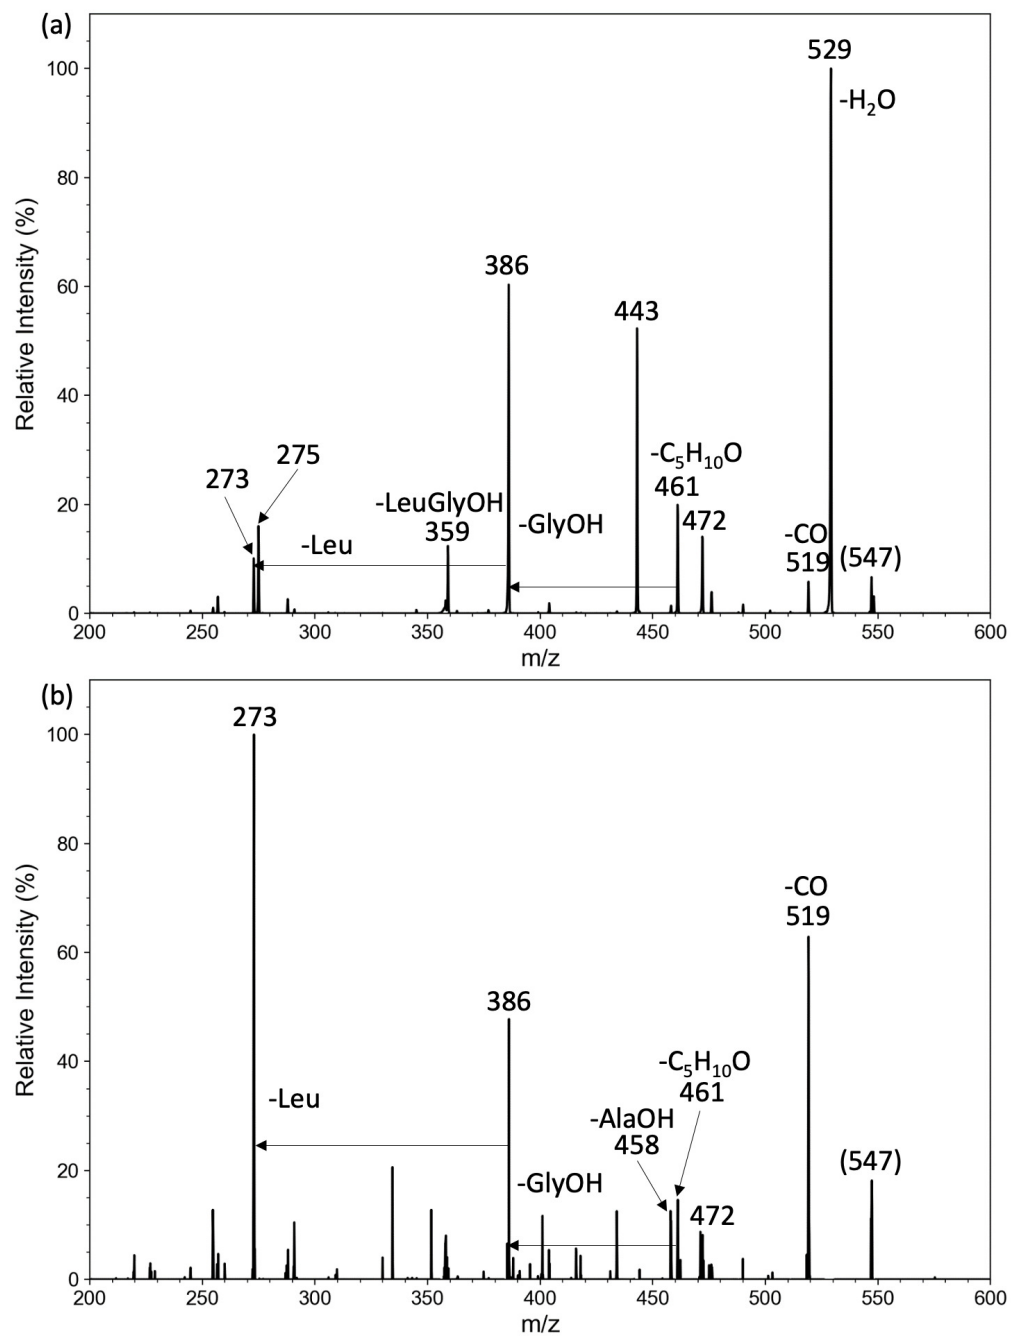 (a)
529
-H₂O
386
443
-C₅H₁₀O
461
275
273
-LeuGlyOH
359
-GlyOH
472
-CO
519
(547)
-Leu
Relative Intensity (%)
100
80
60
40
20
0
200 250 300 350 400 450 500 550 600
m/z
(b)
273
-CO
519
386
-C₅H₁₀O
461
-Leu
-AlaOH
458
(547)
-GlyOH
472
Relative Intensity (%)
100
80
60
40
20
0
200 250 300 350 400 450 500 550 600
m/z